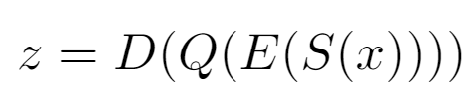 z = D(Q(E(S(x))))